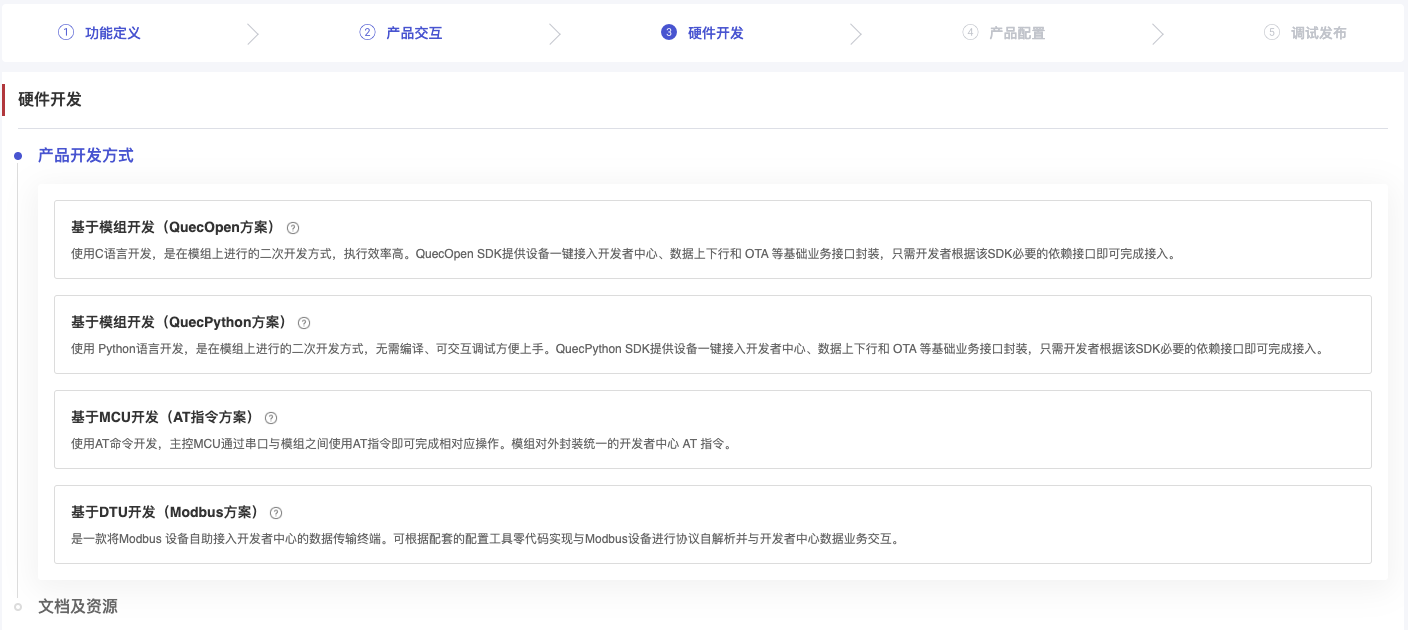 1 功能定义 2 产品交互 3 硬件开发 4 产品配置 5 调试发布
硬件开发
产品开发方式
基于模组开发（QuecOpen方案） ?
使用C语言开发，是在模组上进行的二次开发方式，执行效率高。QuecOpen SDK提供设备一键接入开发者中心、数据上下行和 OTA 等基础业务接口封装，只需开发者根据该SDK必要的依赖接口即可完成接入。
基于模组开发（QuecPython方案） ?
使用 Python语言开发，是在模组上进行的二次开发方式，无需编译、可交互调试方便上手。QuecPython SDK提供设备一键接入开发者中心、数据上下行和 OTA 等基础业务接口封装，只需开发者根据该SDK必要的依赖接口即可完成接入。
基于MCU开发（AT指令方案） ?
使用AT命令开发，主控MCU通过串口与模组之间使用AT指令即可完成相对应操作。模组对外封装统一的开发者中心 AT 指令。
基于DTU开发（Modbus方案） ?
是一款将Modbus 设备自助接入开发者中心的数据传输终端。可根据配套的配置工具零代码实现与Modbus设备进行协议自解析并与开发者中心数据业务交互。
文档及资源